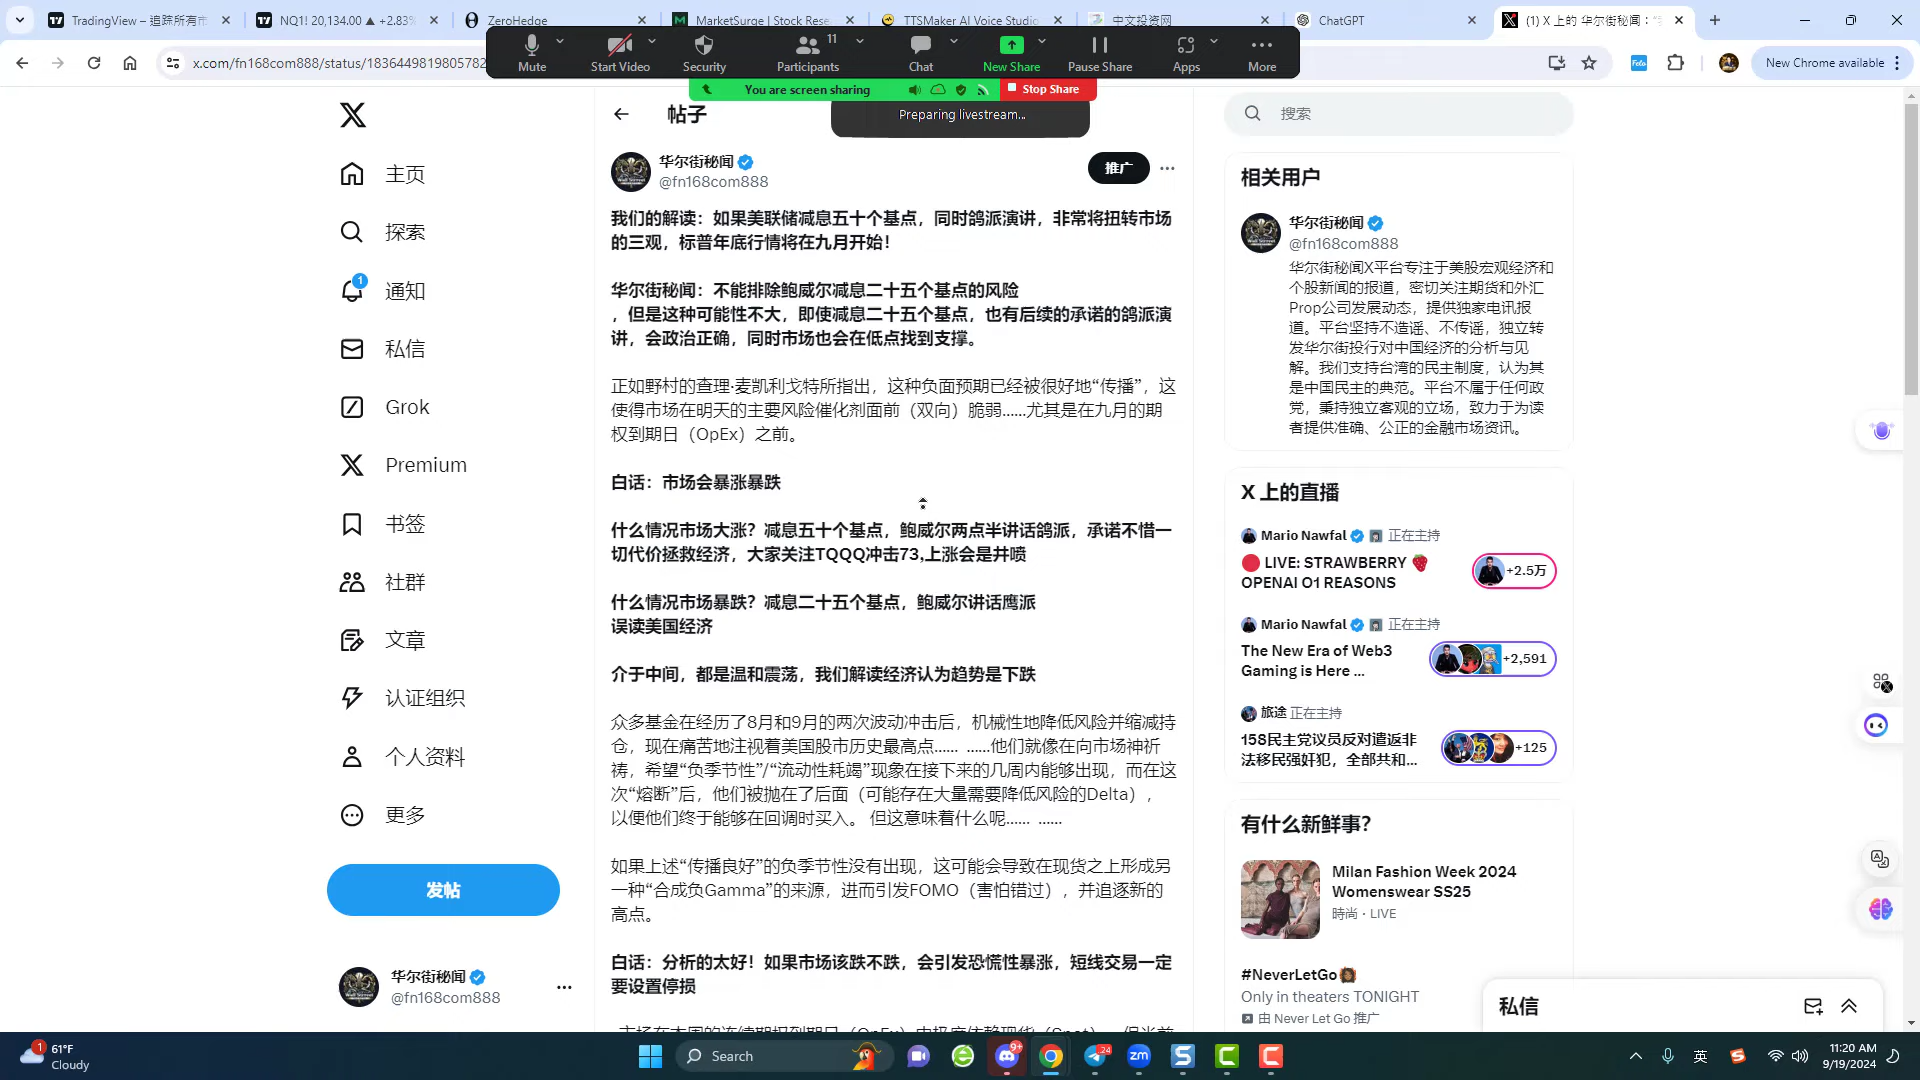 TradingView – 追踪所有市
NQ1! 20,134.00 ▲ +2.83%
ZeroHedge
MarketSurge | Stock Rese
TTSMaker AI Voice Studio
中文投资网
ChatGPT
(1) X 上的 华尔街秘闻："
x.com/fn168com888/status/1836449819805782
New Chrome available
Mute
Start Video
Security
11
Participants
Chat
New Share
Pause Share
Apps
More
You are screen sharing
Stop Share
Preparing livestream...
主页
探索
1
通知
私信
Grok
Premium
书签
社群
文章
认证组织
个人资料
更多
发帖
华尔街秘闻
@fn168com888
帖子
华尔街秘闻
@fn168com888
推广
我们的解读：如果美联储减息五十个基点，同时鸽派演讲，非常将扭转市场
的三观，标普年底行情将在九月开始！
华尔街秘闻：不能排除鲍威尔减息二十五个基点的风险
，但是这种可能性不大，即使减息二十五个基点，也有后续的承诺的鸽派演
讲，会政治正确，同时市场也会在低点找到支撑。
正如野村的查理·麦凯利戈特所指出，这种负面预期已经被很好地“传播”，这
使得市场在明天的主要风险催化剂面前（双向）脆弱……尤其是在九月的期
权到期日（OpEx）之前。
白话：市场会暴涨暴跌
什么情况市场大涨？减息五十个基点，鲍威尔两点半讲话鸽派，承诺不惜一
切代价拯救经济，大家关注TQQQ冲击73,上涨会是井喷
什么情况市场暴跌？减息二十五个基点，鲍威尔讲话鹰派
误读美国经济
介于中间，都是温和震荡，我们解读经济认为趋势是下跌
众多基金在经历了8月和9月的两次波动冲击后，机械性地降低风险并缩减持
仓，现在痛苦地注视着美国股市历史最高点…… ……他们就像在向市场神祈
祷，希望“负季节性”/“流动性耗竭”现象在接下来的几周内能够出现，而在这
次“熔断”后，他们被抛在了后面（可能存在大量需要降低风险的Delta），
以便他们终于能够在回调时买入。 但这意味着什么呢…… ……
如果上述“传播良好”的负季节性没有出现，这可能会导致在现货之上形成另
一种“合成负Gamma”的来源，进而引发FOMO（害怕错过），并追逐新的
高点。
白话：分析的太好！如果市场该跌不跌，会引发恐慌性暴涨，短线交易一定
要设置停损
搜索
相关用户
华尔街秘闻
@fn168com888
华尔街秘闻X平台专注于美股宏观经济和
个股新闻的报道，密切关注期货和外汇
Prop公司发展动态，提供独家电讯报
道。平台坚持不造谣、不传谣，独立转
发华尔街投行对中国经济的分析与见
解。我们支持台湾的民主制度，认为其
是中国民主的典范。平台不属于任何政
党，秉持独立客观的立场，致力于为读
者提供准确、公正的金融市场资讯。
X 上的直播
Mario Nawfal 正在主持
LIVE: STRAWBERRY
OPENAI O1 REASONS
+2.5万
Mario Nawfal 正在主持
The New Era of Web3
Gaming is Here ...
+2,591
旅途 正在主持
158民主党议员反对遣返非
法移民强奸犯，全部共和...
+125
有什么新鲜事？
Milan Fashion Week 2024
Womenswear SS25
時尚 · LIVE
#NeverLetGo
Only in theaters TONIGHT
由 Never Let Go 推广
私信
1
61°F
Cloudy
Search
9+
24
zm
英
11:20 AM
9/19/2024